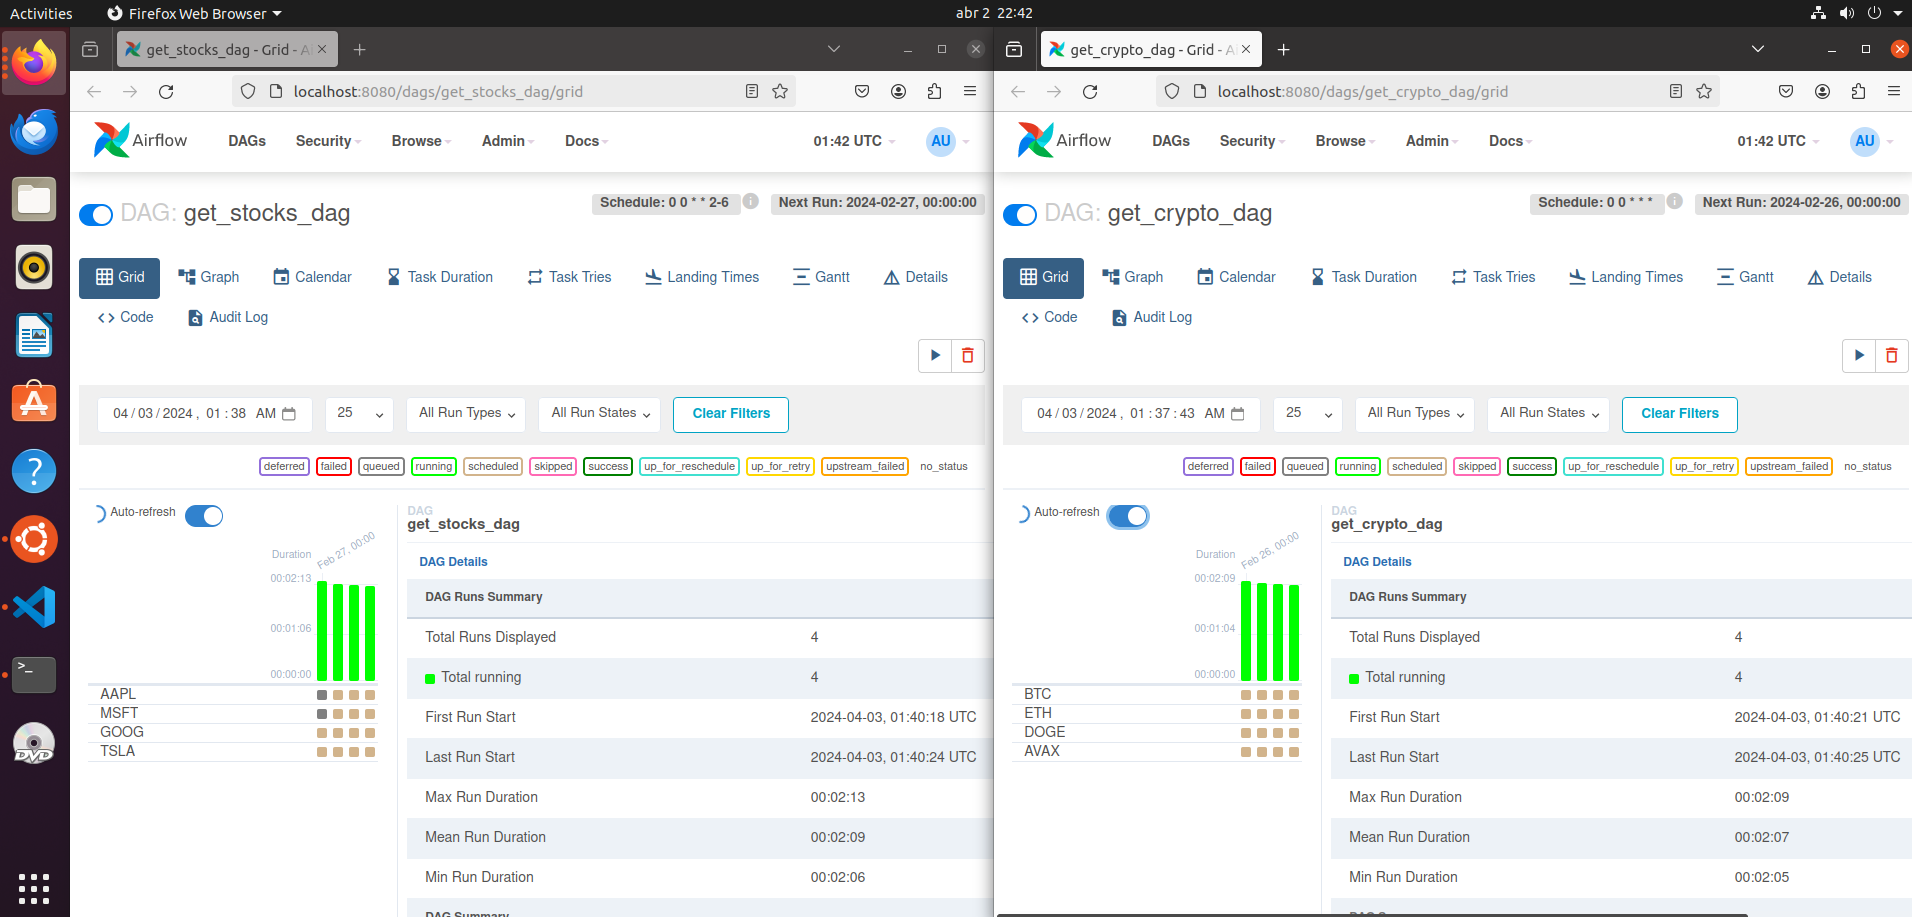 Activities Firefox Web Browser abr 2 22:42
get_stocks_dag - Grid - Ai
localhost:8080/dags/get_stocks_dag/grid
Airflow DAGs Security Browse Admin Docs 01:42 UTC AU
DAG: get_stocks_dag Schedule: 0 0 * * 2-6 i Next Run: 2024-02-27, 00:00:00
Grid Graph Calendar Task Duration Task Tries Landing Times Gantt Details
Code Audit Log
04 / 03 / 2024 , 01 : 38 AM 25 All Run Types All Run States Clear Filters
deferred failed queued running scheduled skipped success up_for_reschedule up_for_retry upstream_failed no_status
Auto-refresh
Duration Feb 27, 00:00
00:02:13
00:01:06
00:00:00
AAPL
MSFT
GOOG
TSLA
DAG
get_stocks_dag
DAG Details
DAG Runs Summary
Total Runs Displayed 4
Total running 4
First Run Start 2024-04-03, 01:40:18 UTC
Last Run Start 2024-04-03, 01:40:24 UTC
Max Run Duration 00:02:13
Mean Run Duration 00:02:09
Min Run Duration 00:02:06
DAG Summary
get_crypto_dag - Grid - Ai
localhost:8080/dags/get_crypto_dag/grid
Airflow DAGs Security Browse Admin Docs 01:42 UTC AU
DAG: get_crypto_dag Schedule: 0 0 * * * i Next Run: 2024-02-26, 00:00:00
Grid Graph Calendar Task Duration Task Tries Landing Times Gantt Details
Code Audit Log
04 / 03 / 2024 , 01 : 37 : 43 AM 25 All Run Types All Run States Clear Filters
deferred failed queued running scheduled skipped success up_for_reschedule up_for_retry upstream_failed no_status
Auto-refresh
Duration Feb 26, 00:00
00:02:09
00:01:04
00:00:00
BTC
ETH
DOGE
AVAX
DAG
get_crypto_dag
DAG Details
DAG Runs Summary
Total Runs Displayed 4
Total running 4
First Run Start 2024-04-03, 01:40:21 UTC
Last Run Start 2024-04-03, 01:40:25 UTC
Max Run Duration 00:02:09
Mean Run Duration 00:02:07
Min Run Duration 00:02:05
DVD